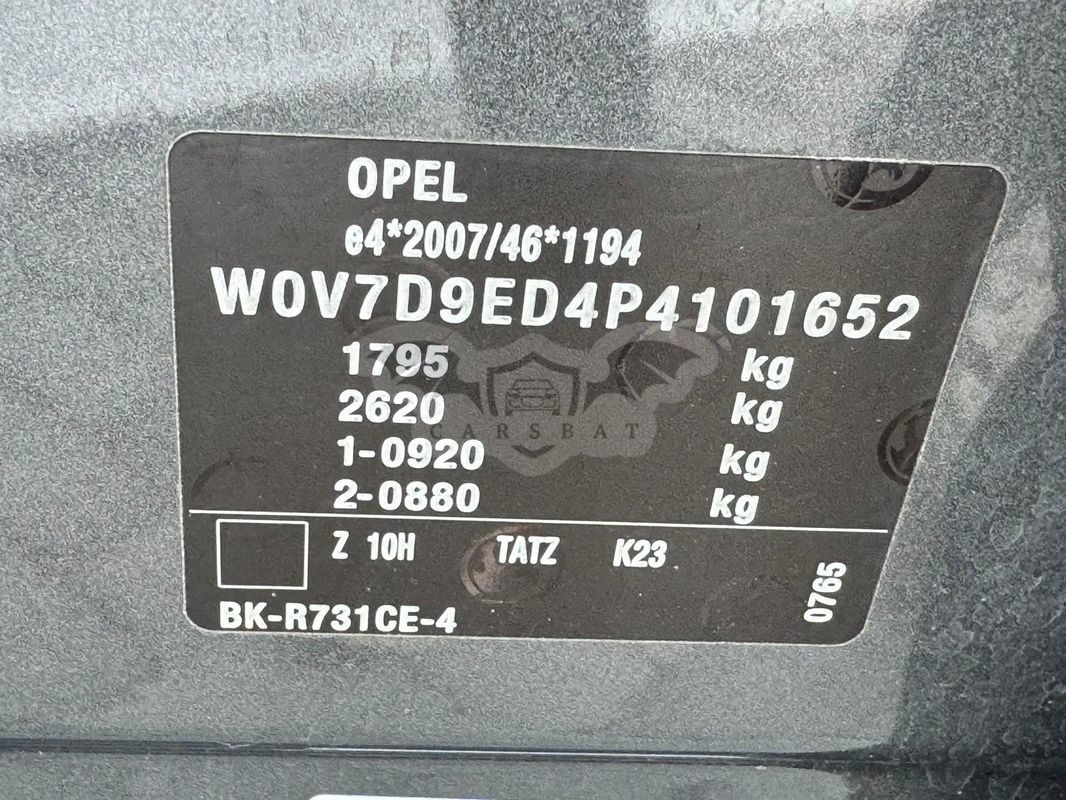 OPEL
e4*2007/46*1194
W0V7D9ED4P4101652
1795 kg
2620 kg
CARSBAT
1-0920 kg
2-0880 kg
Z 10H TATZ K23
0765
BK-R731CE-4